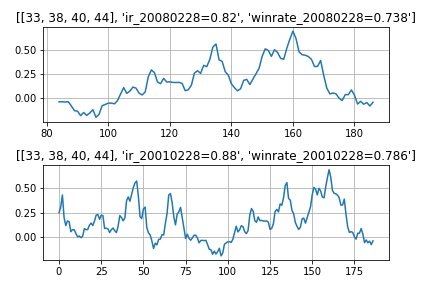 [[33, 38, 40, 44], 'ir_20080228=0.82', 'winrate_20080228=0.738']
0.50
0.25
0.00
80 100 120 140 160 180
[[33, 38, 40, 44], 'ir_20010228=0.88', 'winrate_20010228=0.786']
0.50
0.25
0.00
0 25 50 75 100 125 150 175